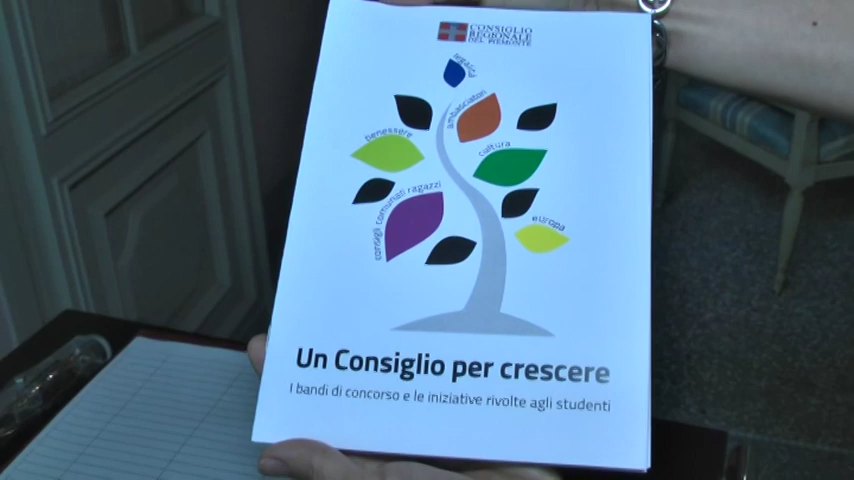 CONSIGLIO
REGIONALE
DEL PIEMONTE
legalità
ambasciatori
benessere
cultura
consigli comunali ragazzi
europa
Un Consiglio per crescere
I bandi di concorso e le iniziative rivolte agli studenti